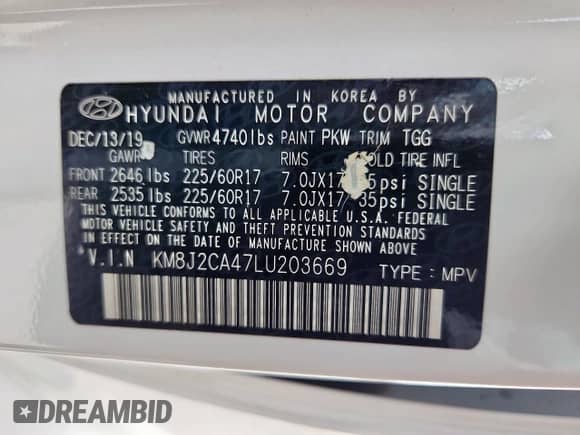 MANUFACTURED IN KOREA BY
HYUNDAI MOTOR COMPANY
DEC/13/19 GVWR 4740lbs PAINT PKW TRIM TGG
GAWR TIRES RIMS COLD TIRE INFL
FRONT 2646lbs 225/60R17 7.0JX17 psi SINGLE
REAR 2535lbs 225/60R17 7.0JX17 35psi SINGLE
THIS VEHICLE CONFORMS TO ALL APPLICABLE U.S.A. FEDERAL
MOTOR VEHICLE SAFETY AND THEFT PREVENTION STANDARDS
IN EFFECT ON THE DATE OF MANUFACTURE SHOWN ABOVE.
*V.I.N KM8J2CA47LU203669 TYPE: MPV
DREAMBID